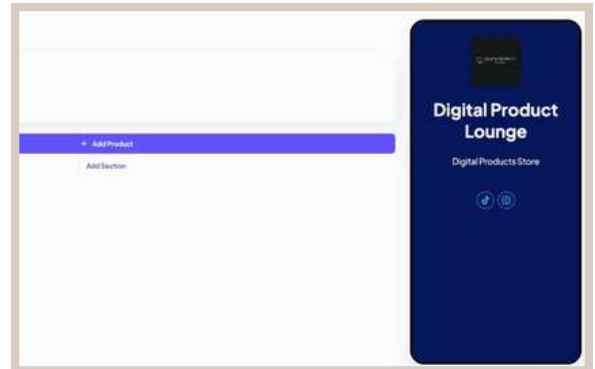 + Add Product
Add Section
Digital Product
Lounge
Digital Products Store